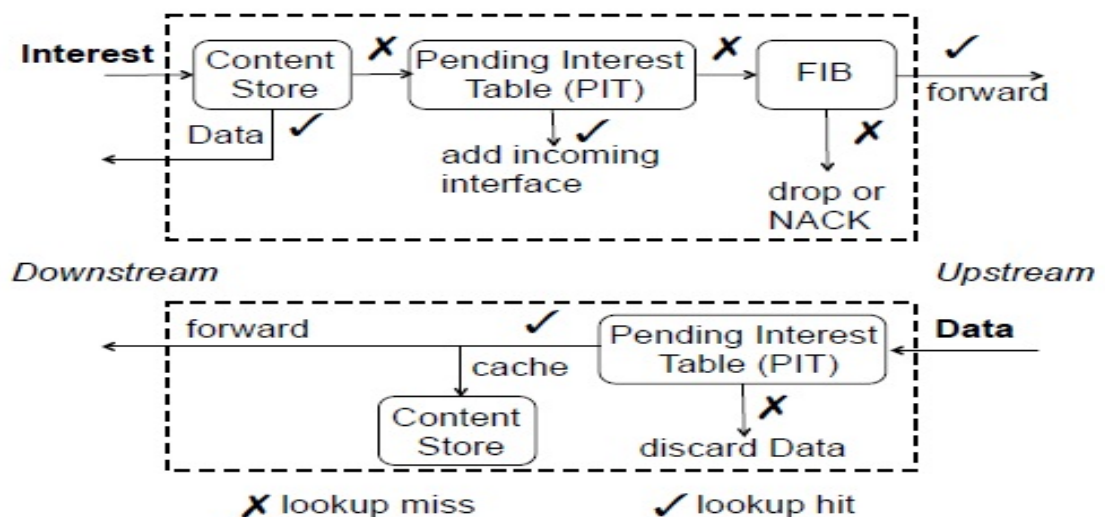 Interest
Content
Store
Pending Interest
Table (PIT)
FIB
forward
Data
add incoming
interface
drop or
NACK
Downstream
Upstream
forward
cache
Content
Store
Pending Interest
Table (PIT)
Data
discard Data
✗ lookup miss
✓ lookup hit